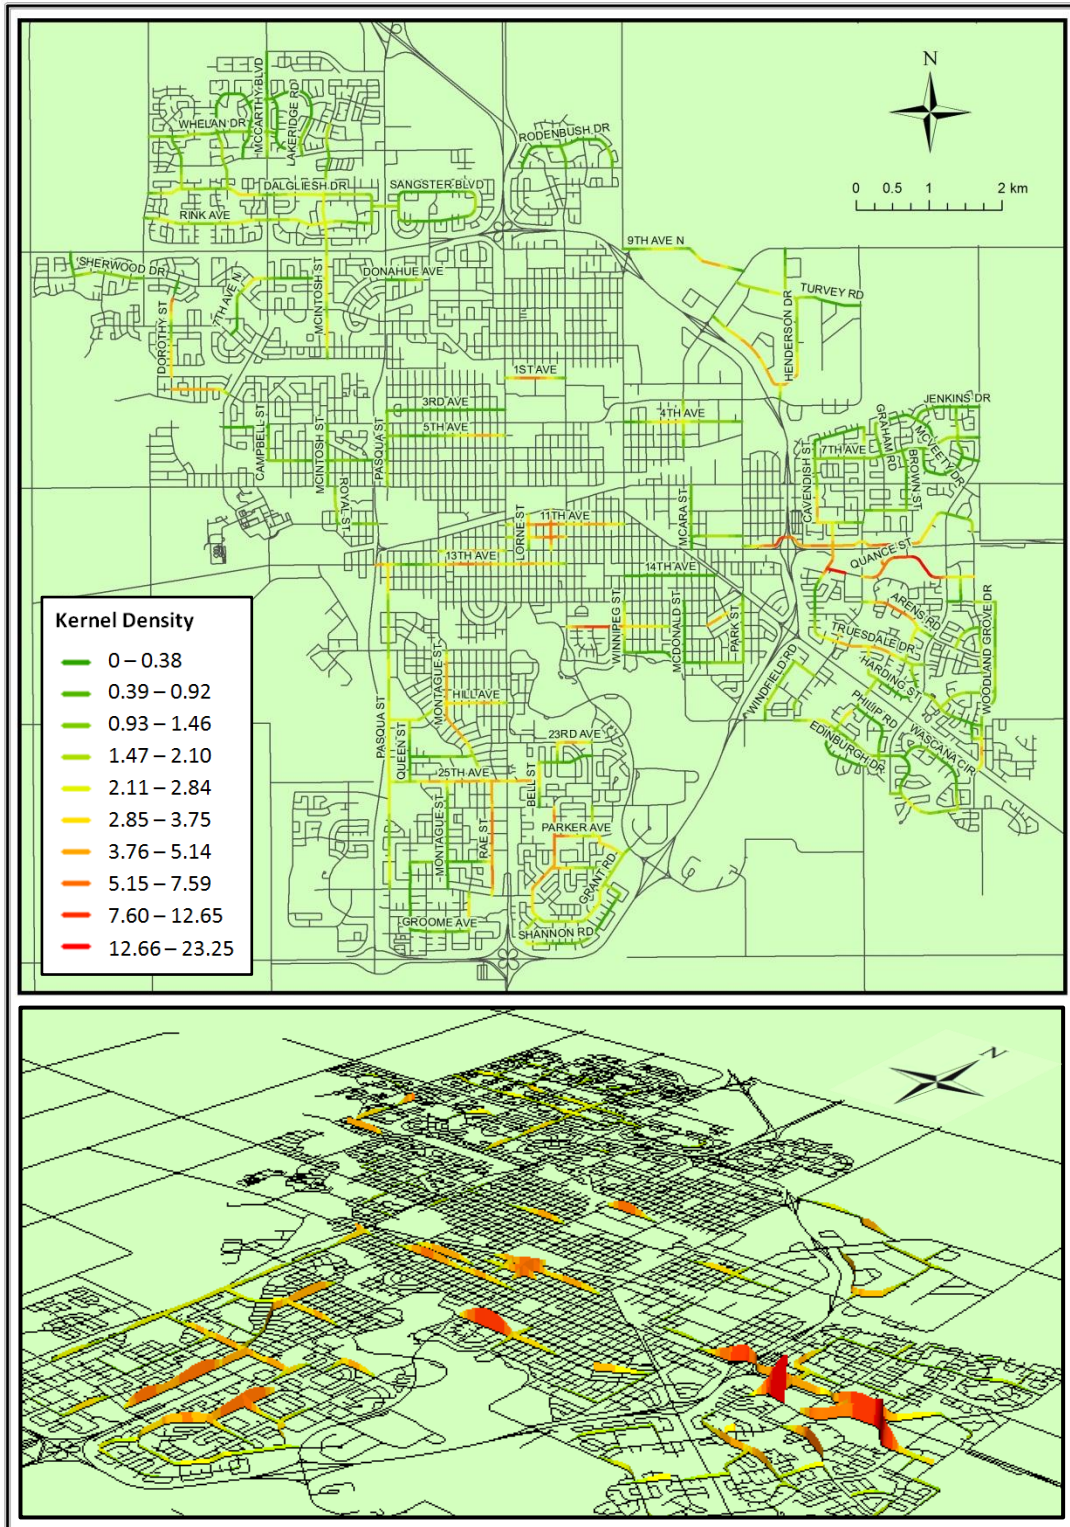 N
0 0.5 1 2 km
MCCARTHY BLVD
LAKERIDGE RD
WHELAN DR
RODENBUSH DR
DALGLIESH DR
SANGSTER BLVD
RINK AVE
9TH AVE N
SHERWOOD DR
7TH AVE N
MCINTOSH ST
DONAHUE AVE
TURVEY RD
HENDERSON DR
DOROTHY ST
1ST AVE
3RD AVE
4TH AVE
JENKINS DR
5TH AVE
CAMPBELL ST
MCINTOSH ST
PASQUA ST
GRAHAM RD
MCVEETY DR
7TH AVE
BROWN ST
CAVENDISH ST
ROYAL ST
LORNE ST
11TH AVE
MCARA ST
QUANCE ST
13TH AVE
14TH AVE
WINNIPEG ST
MCDONALD ST
PARK ST
ARENS RD
WOODLAND GROVE DR
TRUESDALE DR
HARDING ST
WINDFIELD RD
PHILIP RD
WASCANA CIR
EDINBURGH DR
MONTAGUE ST
HILL AVE
PASQUA ST
QUEEN ST
23RD AVE
25TH AVE
BELL ST
MONTAGUE ST
RAE ST
PARKER AVE
GRANT RD
GROOME AVE
SHANNON RD
Kernel Density
0 – 0.38
0.39 – 0.92
0.93 – 1.46
1.47 – 2.10
2.11 – 2.84
2.85 – 3.75
3.76 – 5.14
5.15 – 7.59
7.60 – 12.65
12.66 – 23.25
N